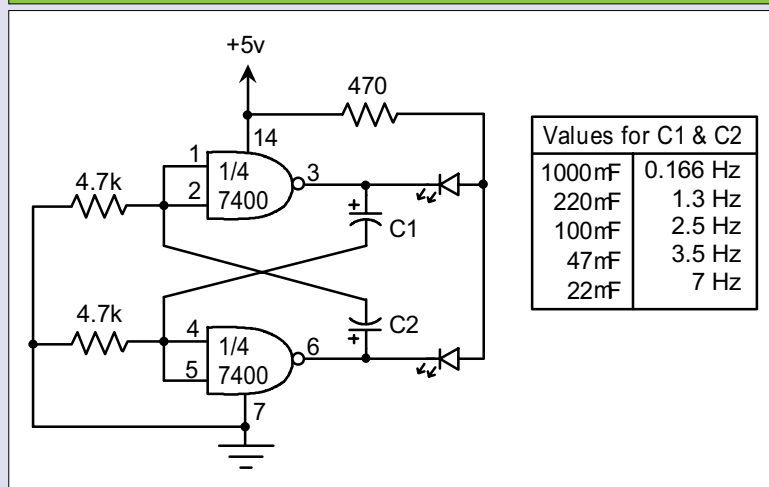 +5v
470
14
1
1/4
3
4.7k
2
7400
+
C1
4.7k
C2
+
4
1/4
6
5
7400
7
Values for C1 & C2
1000mF 0.166 Hz
220mF 1.3 Hz
100mF 2.5 Hz
47mF 3.5 Hz
22mF 7 Hz